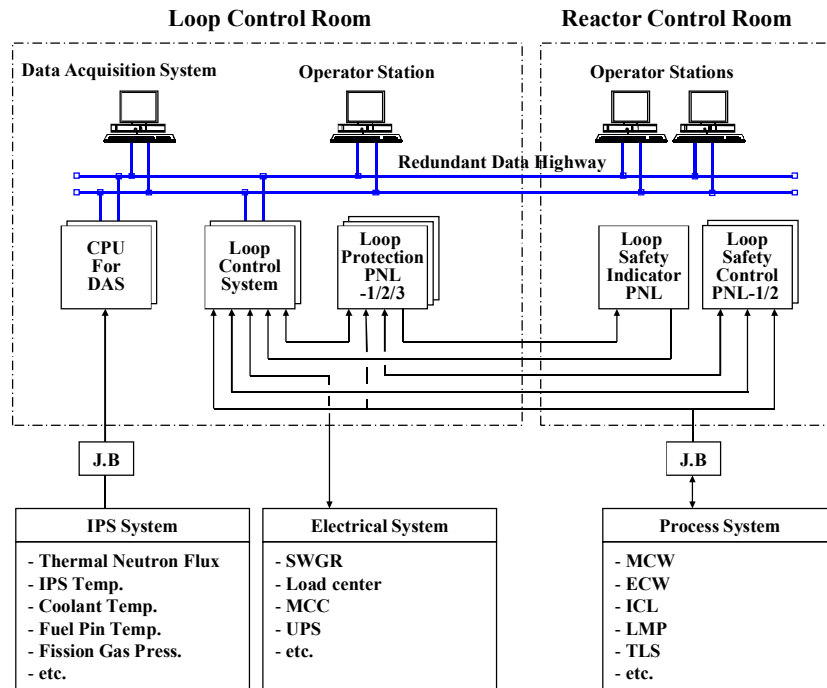 Loop Control Room
Reactor Control Room
Data Acquisition System
Operator Station
Operator Stations
Redundant Data Highway
CPU
For
DAS
Loop
Control
System
Loop
Protection
PNL
-1/2/3
Loop
Safety
Indicator
PNL
Loop
Safety
Control
PNL-1/2
J.B
J.B
IPS System
- Thermal Neutron Flux
- IPS Temp.
- Coolant Temp.
- Fuel Pin Temp.
- Fission Gas Press.
- etc.
Electrical System
- SWGR
- Load center
- MCC
- UPS
- etc.
Process System
- MCW
- ECW
- ICL
- LMP
- TLS
- etc.